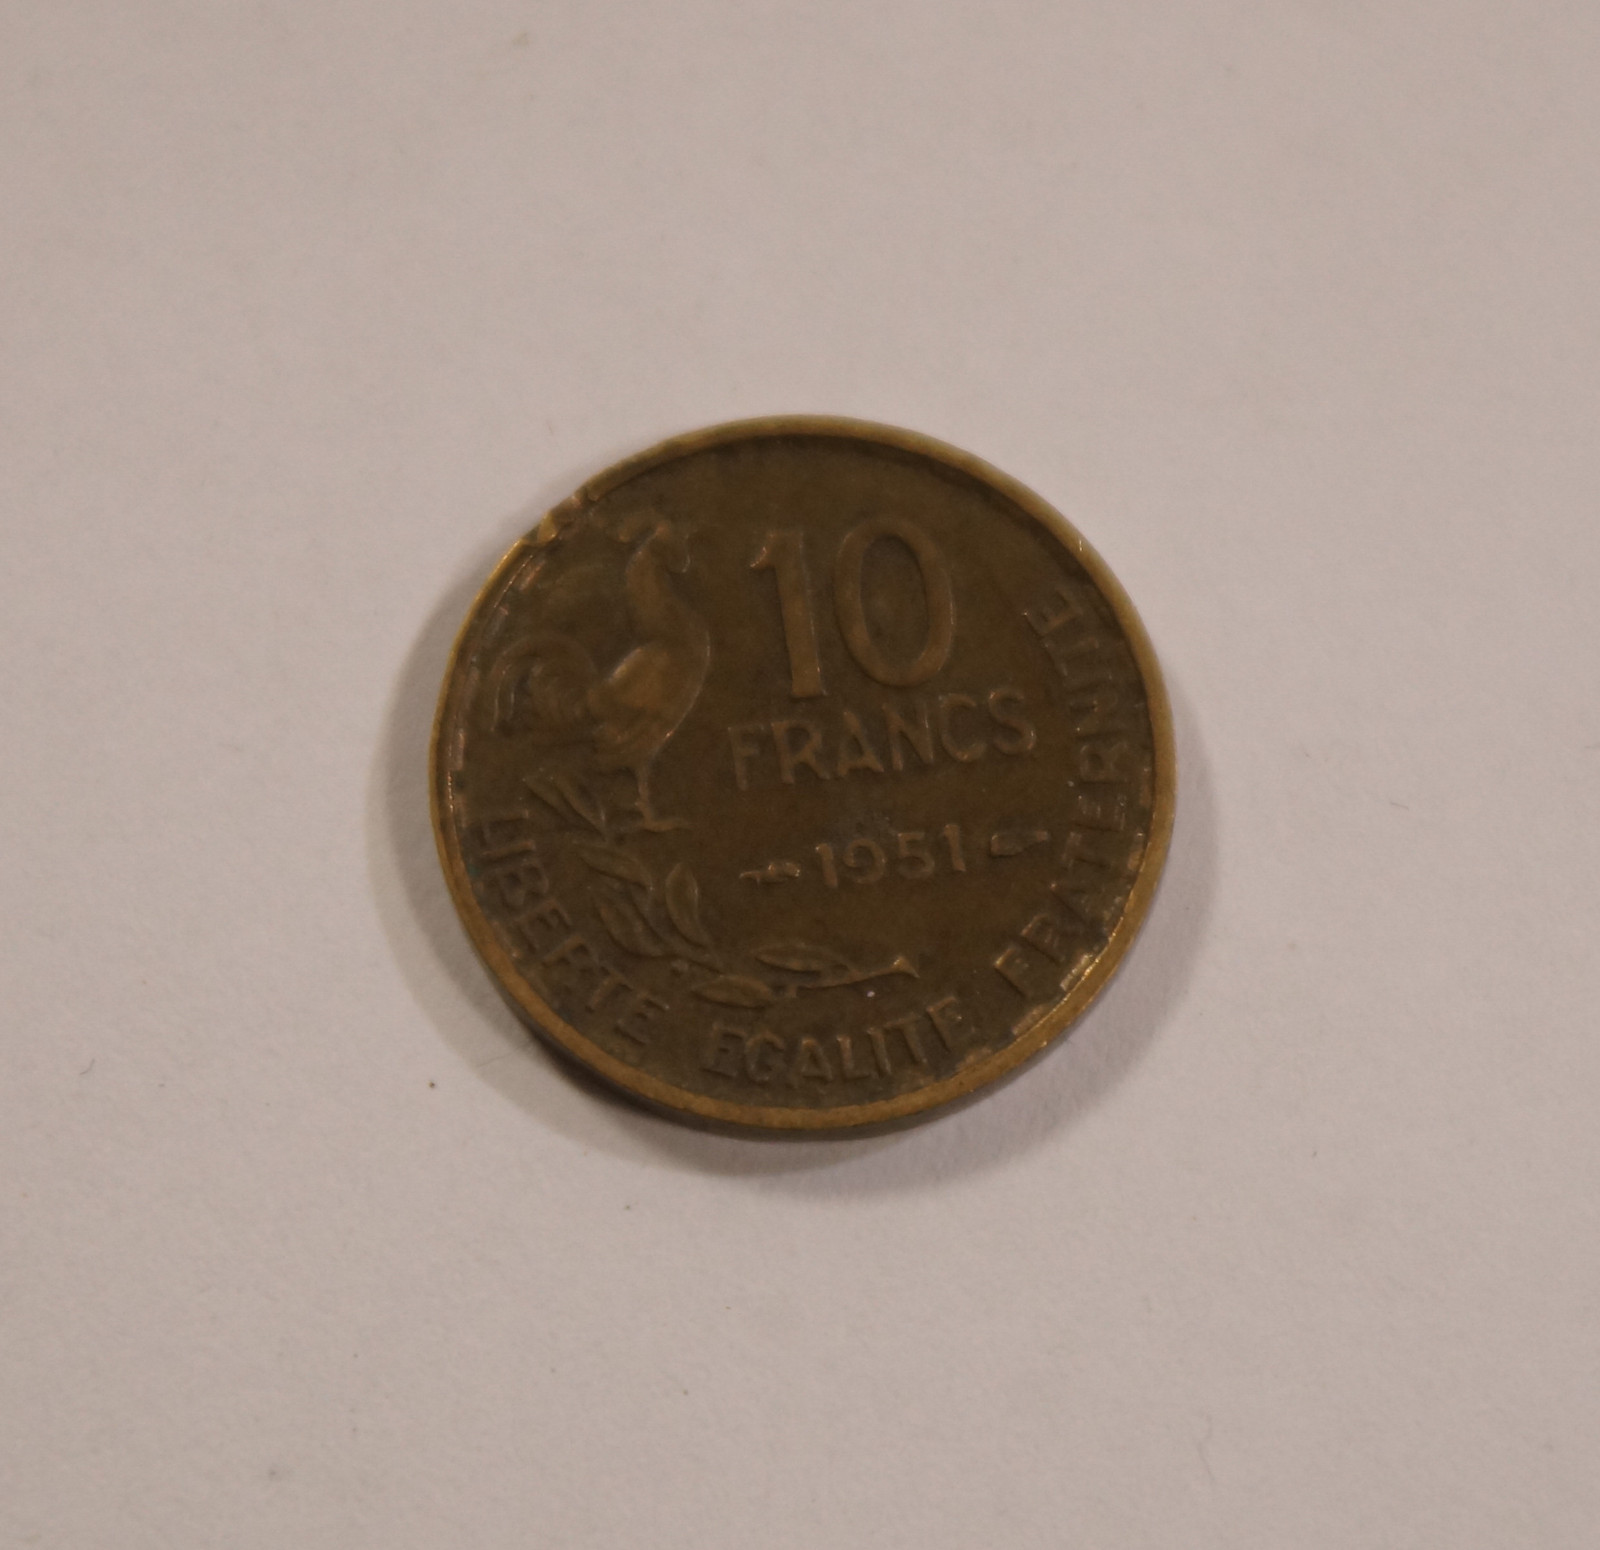 10
FRANCS
1951
LIBERTE EGALITE FRATERNITE